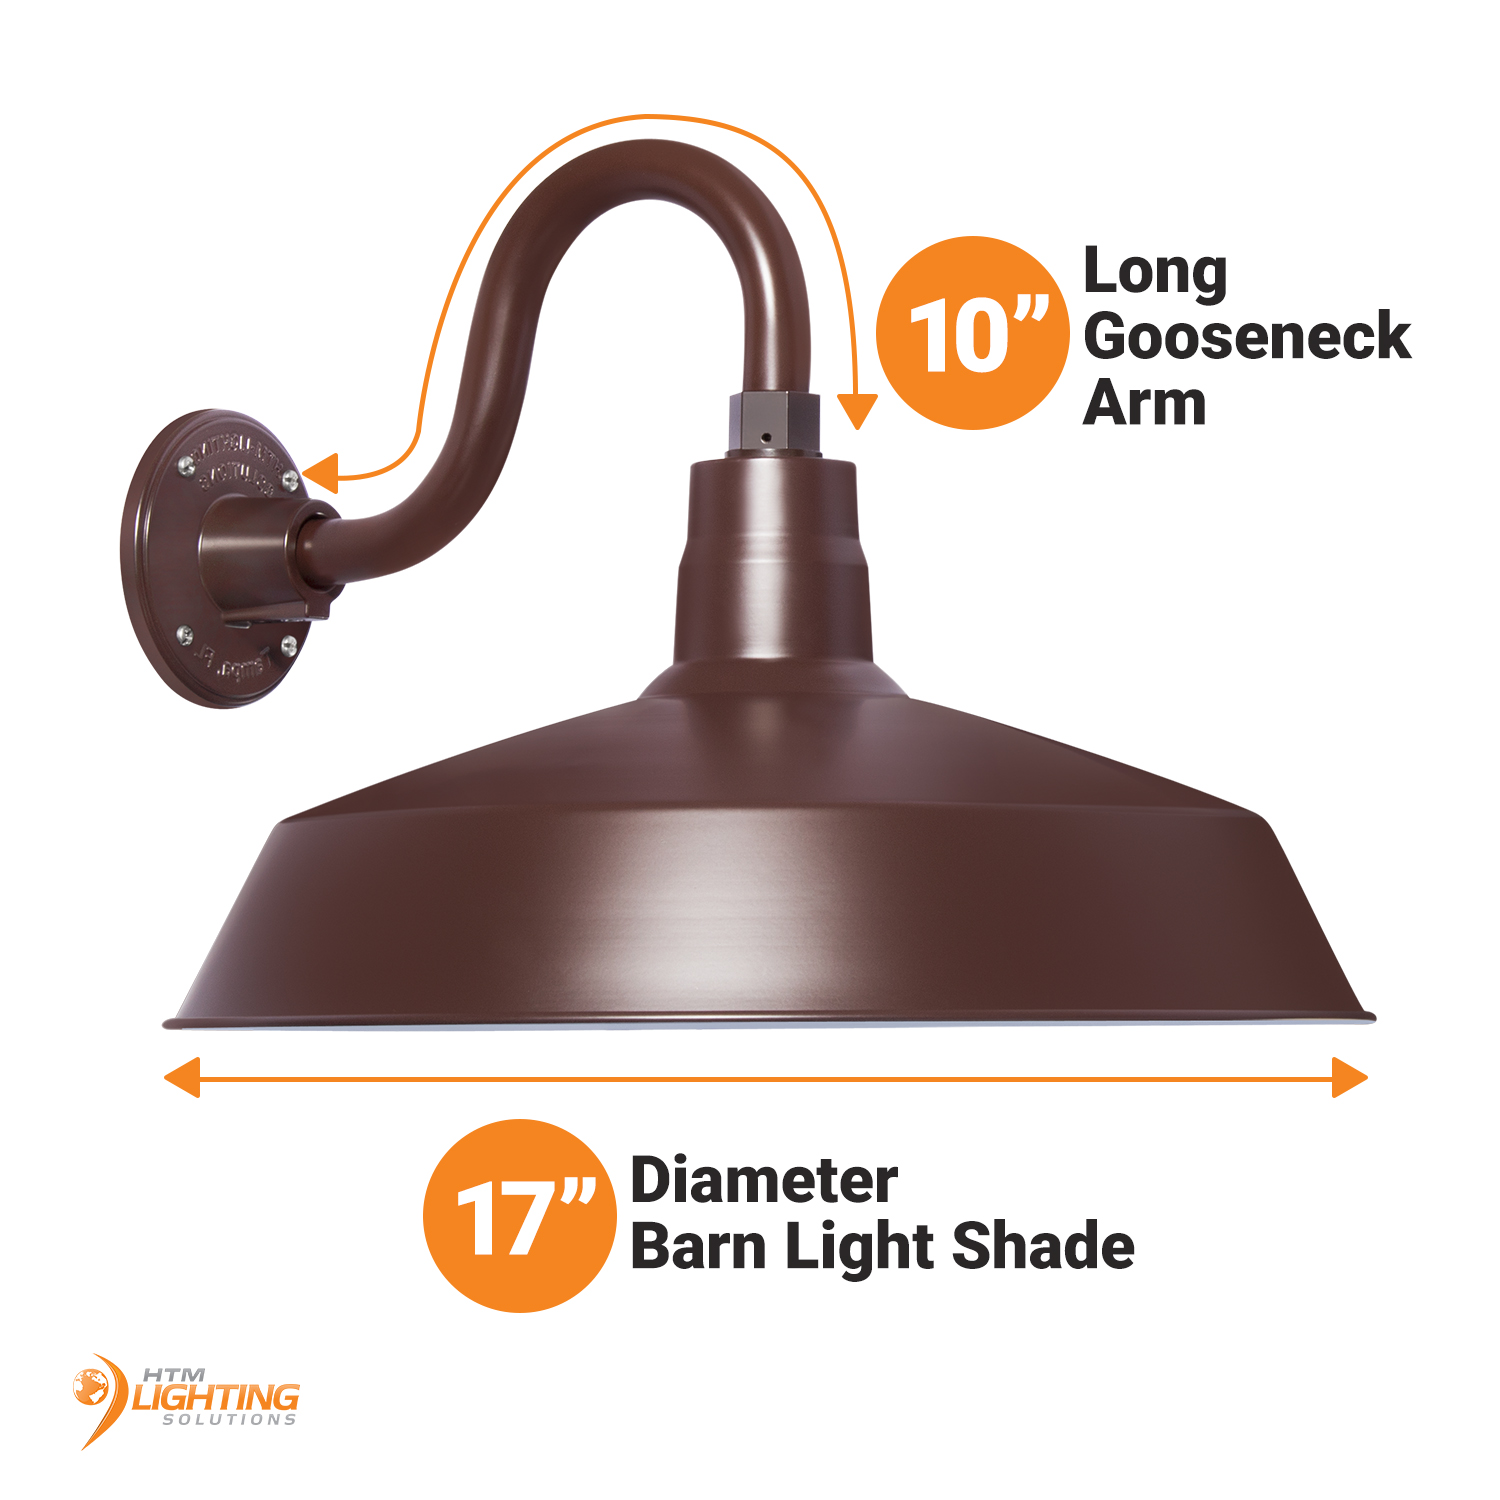 10”
Long
Gooseneck
Arm
17”
Diameter
Barn Light Shade
HTM
LIGHTING
SOLUTIONS